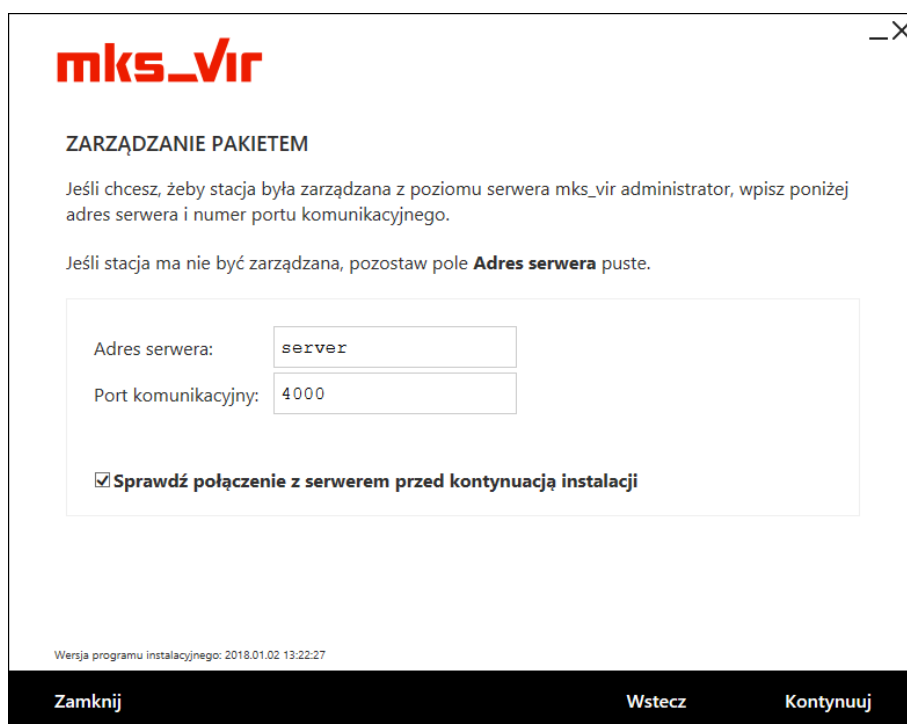 mks_vir
ZARZĄDZANIE PAKIETEM
Jeśli chcesz, żeby stacja była zarządzana z poziomu serwera mks_vir administrator, wpisz poniżej
adres serwera i numer portu komunikacyjnego.
Jeśli stacja ma nie być zarządzana, pozostaw pole Adres serwera puste.
Adres serwera: server
Port komunikacyjny: 4000
Sprawdź połączenie z serwerem przed kontynuacją instalacji
Wersja programu instalacyjnego: 2018.01.02 13:22:27
Zamknij Wstecz Kontynuuj